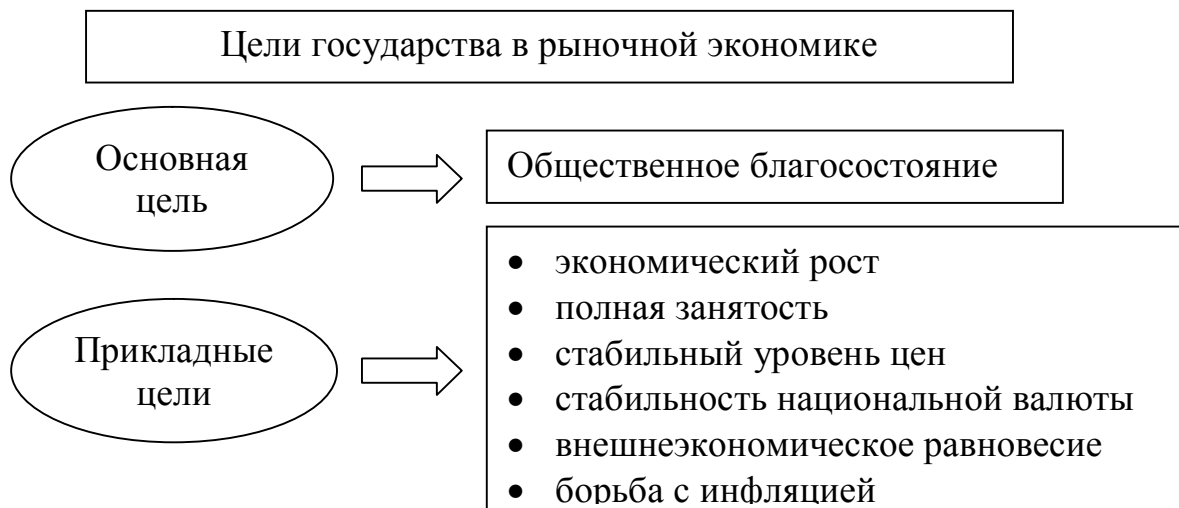 Цели государства в рыночной экономике
Основная
цель
Общественное благосостояние
Прикладные
цели
• экономический рост
• полная занятость
• стабильный уровень цен
• стабильность национальной валюты
• внешнеэкономическое равновесие
• борьба с инфляцией